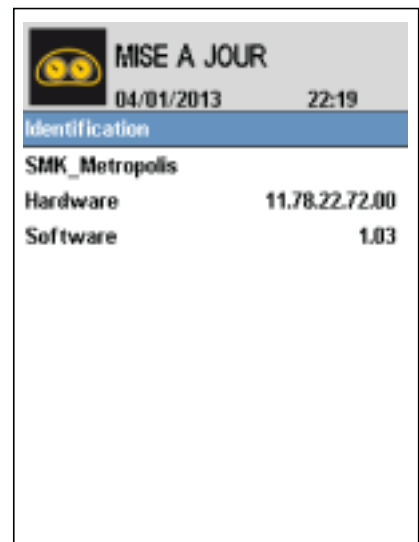 MISE A JOUR
04/01/2013 22:19
Identification
SMK_Metropolis
Hardware 11.78.22.72.00
Software 1.03